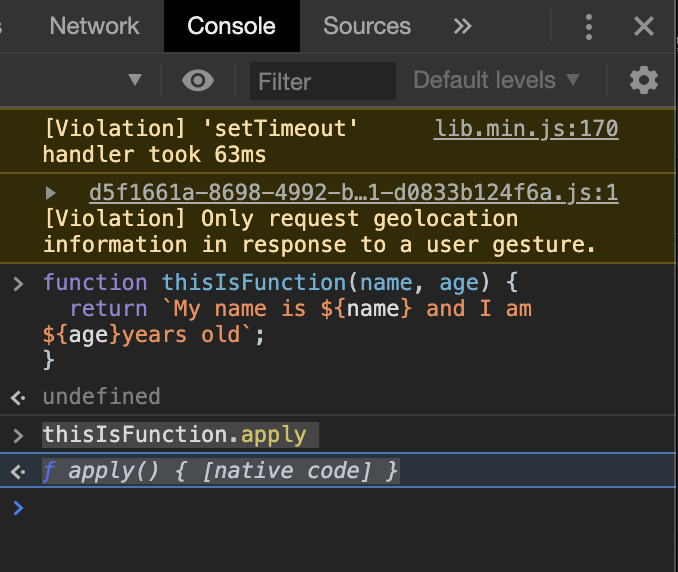 s Network Console Sources »
Filter Default levels ▼
[Violation] 'setTimeout' lib.min.js:170
handler took 63ms
d5f1661a-8698-4992-b…1-d0833b124f6a.js:1
[Violation] Only request geolocation
information in response to a user gesture.
> function thisIsFunction(name, age) {
return `My name is ${name} and I am
${age}years old`;
}
undefined
> thisIsFunction.apply
ƒ apply() { [native code] }
>